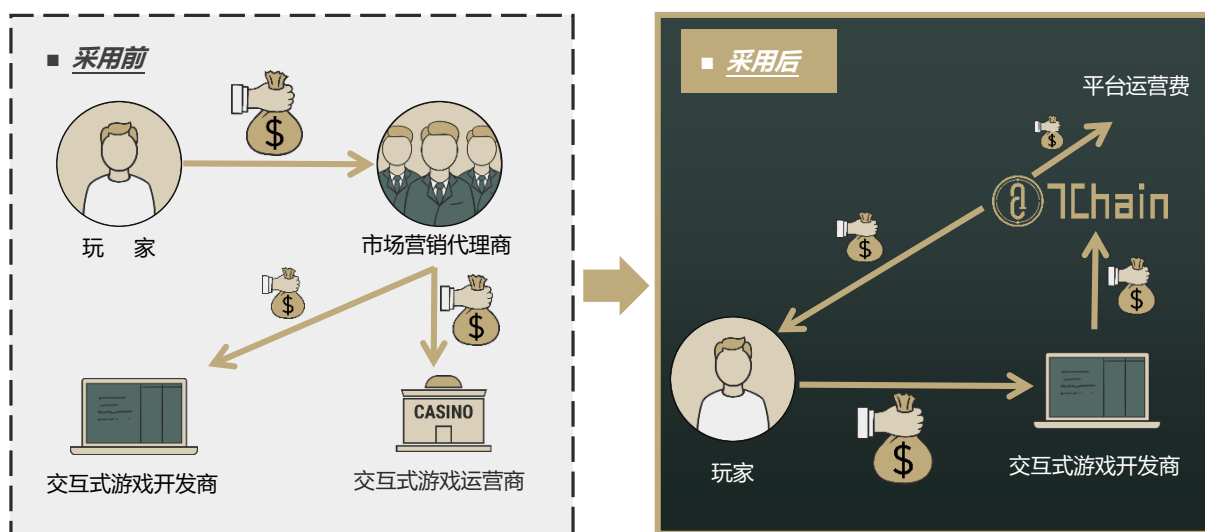 采用前
$
玩 家
市场营销代理商
$
$
CASINO
交互式游戏开发商
交互式游戏运营商
采用后
平台运营费
$
7Chain
$
$
$
玩家
交互式游戏开发商